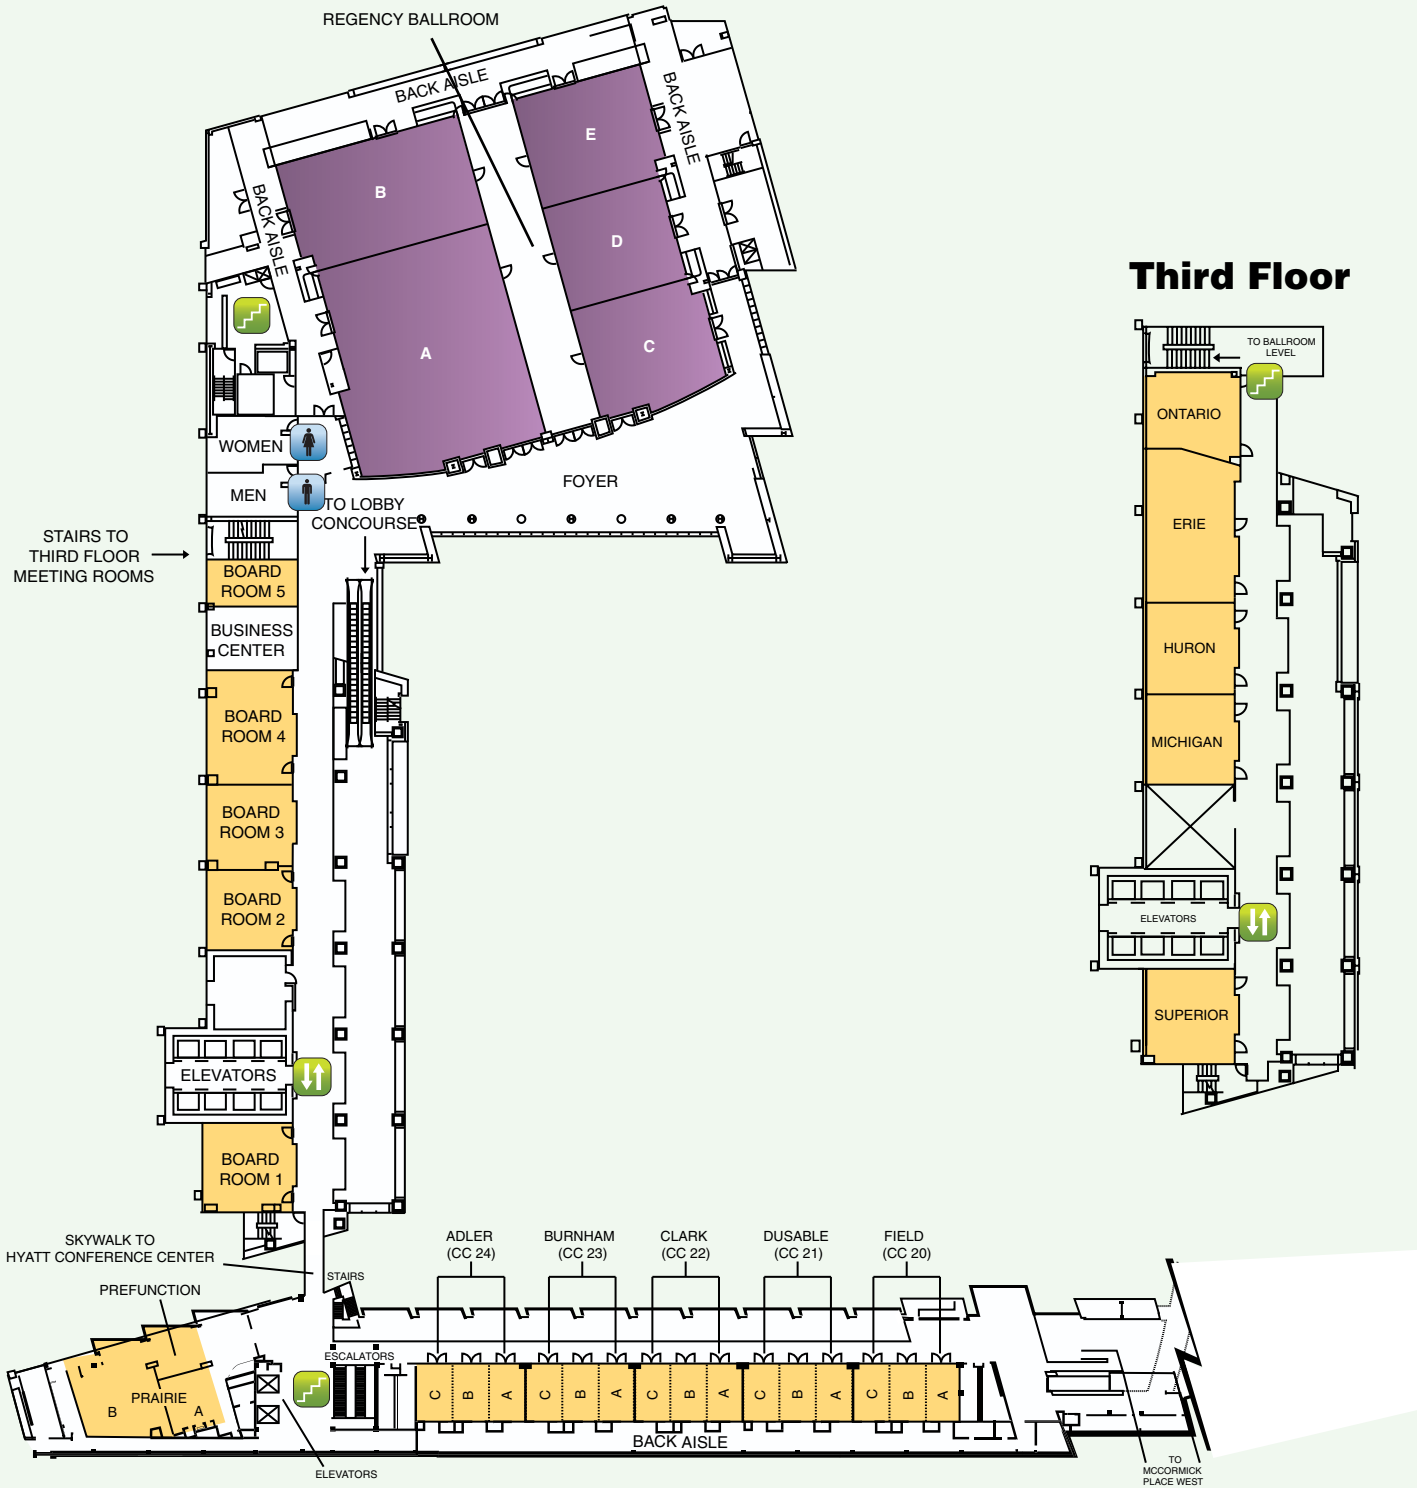 REGENCY BALLROOM
BACK AISLE
BACK AISLE
BACK AISLE
E
B
D
C
A
WOMEN
MEN
FOYER
TO LOBBY
CONCOURSE
STAIRS TO
THIRD FLOOR
MEETING ROOMS
BOARD
ROOM 5
BUSINESS
CENTER
BOARD
ROOM 4
BOARD
ROOM 3
BOARD
ROOM 2
ELEVATORS
BOARD
ROOM 1
SKYWALK TO
HYATT CONFERENCE CENTER
PREFUNCTION
STAIRS
ESCALATORS
PRAIRIE
B
A
ELEVATORS
ADLER
(CC 24)
BURNHAM
(CC 23)
CLARK
(CC 22)
DUSABLE
(CC 21)
FIELD
(CC 20)
C
B
A
C
B
A
C
B
A
C
B
A
C
B
A
BACK AISLE
TO
MCCORMICK
PLACE WEST
Third Floor
TO BALLROOM
LEVEL
ONTARIO
ERIE
HURON
MICHIGAN
ELEVATORS
SUPERIOR